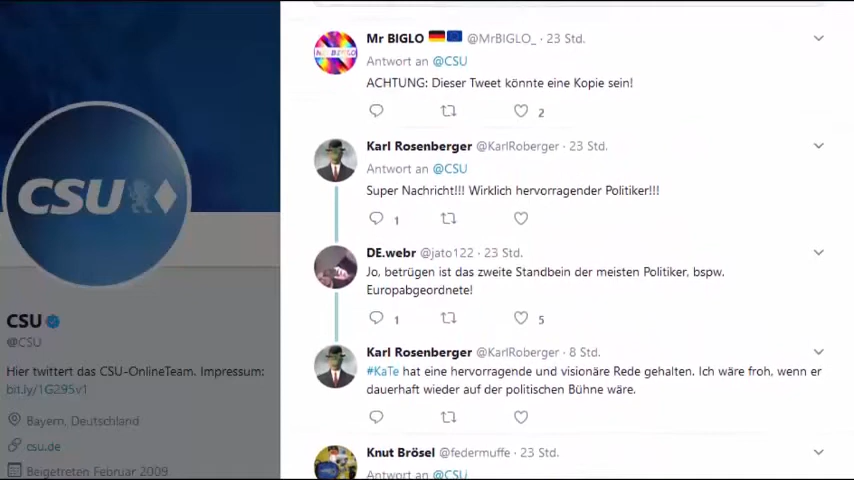 CSU
CSU
@CSU
Hier twittert das CSU-OnlineTeam. Impressum:
bit.ly/1G29Sv1
Bayern, Deutschland
csu.de
Beigetreten Februar 2009
Mr BIGLO @MrBIGLO_ · 23 Std.
Antwort an @CSU
ACHTUNG: Dieser Tweet könnte eine Kopie sein!
2
Karl Rosenberger @KarlRoberger · 23 Std.
Antwort an @CSU
Super Nachricht!!! Wirklich hervorragender Politiker!!!
1
DE.webr @jato122 · 23 Std.
Jo, betrügen ist das zweite Standbein der meisten Politiker, bspw.
Europabgeordnete!
1 5
Karl Rosenberger @KarlRoberger · 8 Std.
#KaTe hat eine hervorragende und visionäre Rede gehalten. Ich wäre froh, wenn er
dauerhaft wieder auf der politischen Bühne wäre.
Knut Brösel @federmuffe · 23 Std.
Antwort an @CSU